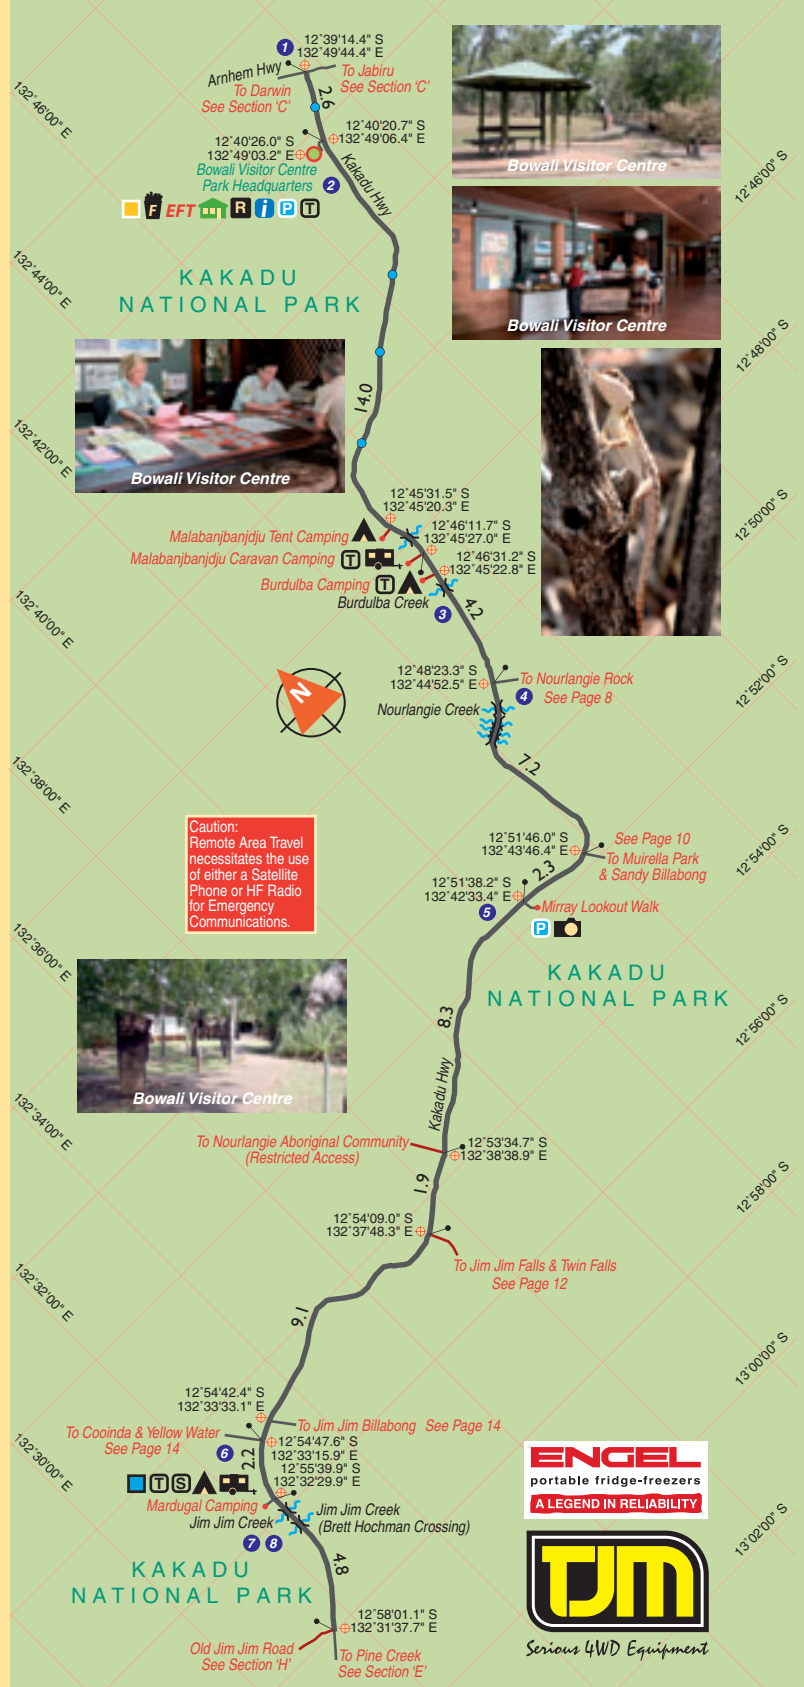 12°39'14.4" S
132°49'44.4" E
1
Arnhem Hwy
To Darwin
See Section 'C'
To Jabiru
See Section 'C'
2.6
132°46'00" E
12°40'20.7" S
132°49'06.4" E
12°40'26.0" S
132°49'03.2" E
Bowali Visitor Centre
Park Headquarters
2
Kakadu Hwy
F
EFT
R
i
P
T
Bowali Visitor Centre
12°46'00" S
Bowali Visitor Centre
132°44'00" E
KAKADU
NATIONAL PARK
12°48'00" S
14.0
Bowali Visitor Centre
132°42'00" E
12°50'00" S
12°45'31.5" S
132°45'20.3" E
Malabanjbanjdju Tent Camping
12°46'11.7" S
132°45'27.0" E
Malabanjbanjdju Caravan Camping
T
12°46'31.2" S
132°45'22.8" E
Burdulba Camping
T
Burdulba Creek
3
4.2
132°40'00" E
12°48'23.3" S
132°44'52.5" E
To Nourlangie Rock
See Page 8
4
Nourlangie Creek
12°52'00" S
N
7.2
132°38'00" E
Caution:
Remote Area Travel
necessitates the use
of either a Satellite
Phone or HF Radio
for Emergency
Communications.
12°51'46.0" S
132°43'46.4" E
See Page 10
To Muirella Park
& Sandy Billabong
12°54'00" S
2.3
12°51'38.2" S
132°42'33.4" E
5
Mirray Lookout Walk
P
132°36'00" E
KAKADU
NATIONAL PARK
8.3
12°56'00" S
Kakadu Hwy
Bowali Visitor Centre
132°34'00" E
To Nourlangie Aboriginal Community
(Restricted Access)
12°53'34.7" S
132°38'38.9" E
1.9
12°58'00" S
12°54'09.0" S
132°37'48.3" E
To Jim Jim Falls & Twin Falls
See Page 12
132°32'00" E
9.1
13°00'00" S
12°54'42.4" S
132°33'33.1" E
To Cooinda & Yellow Water
See Page 14
To Jim Jim Billabong See Page 14
12°54'47.6" S
132°33'15.9" E
6
2.2
132°30'00" E
12°55'39.9" S
132°32'29.9" E
T
S
Mardugal Camping
Jim Jim Creek
Jim Jim Creek
(Brett Hochman Crossing)
7
8
4.8
ENGEL
portable fridge-freezers
A LEGEND IN RELIABILITY
13°02'00" S
KAKADU
NATIONAL PARK
TJM
Serious 4WD Equipment
12°58'01.1" S
132°31'37.7" E
Old Jim Jim Road
See Section 'H'
To Pine Creek
See Section 'E'